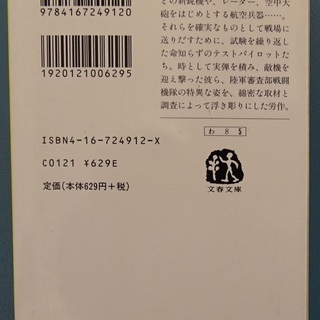 9784167249120
1920121006295
どの新鋭機や、レーダー、空中大
砲をはじめとする航空兵器……。
それらを確実なものとして戦場に
送りだすために、試験を繰り返し
た命知らずのテストパイロットた
ち。時として実弾を積み、敵機を
迎え撃った彼ら、陸軍審査部戦闘
機隊の特異な姿を、綿密な取材と
調査によって浮き彫りにした労作。
ISBN4-16-724912-X
C0121 ¥629E
定価(本体629円+税)
わ 8
文春文庫